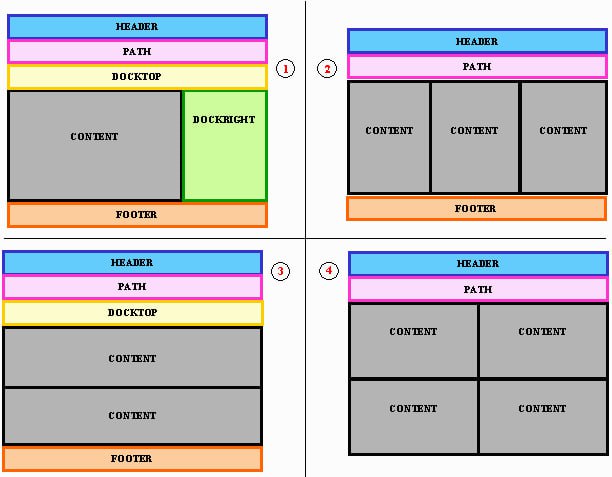 HEADER
PATH
DOCKTOP
CONTENT
DOCKRIGHT
FOOTER
1
2
HEADER
PATH
CONTENT CONTENT CONTENT
FOOTER
HEADER
PATH
DOCKTOP
CONTENT
CONTENT
FOOTER
3
4
HEADER
PATH
CONTENT CONTENT
CONTENT CONTENT